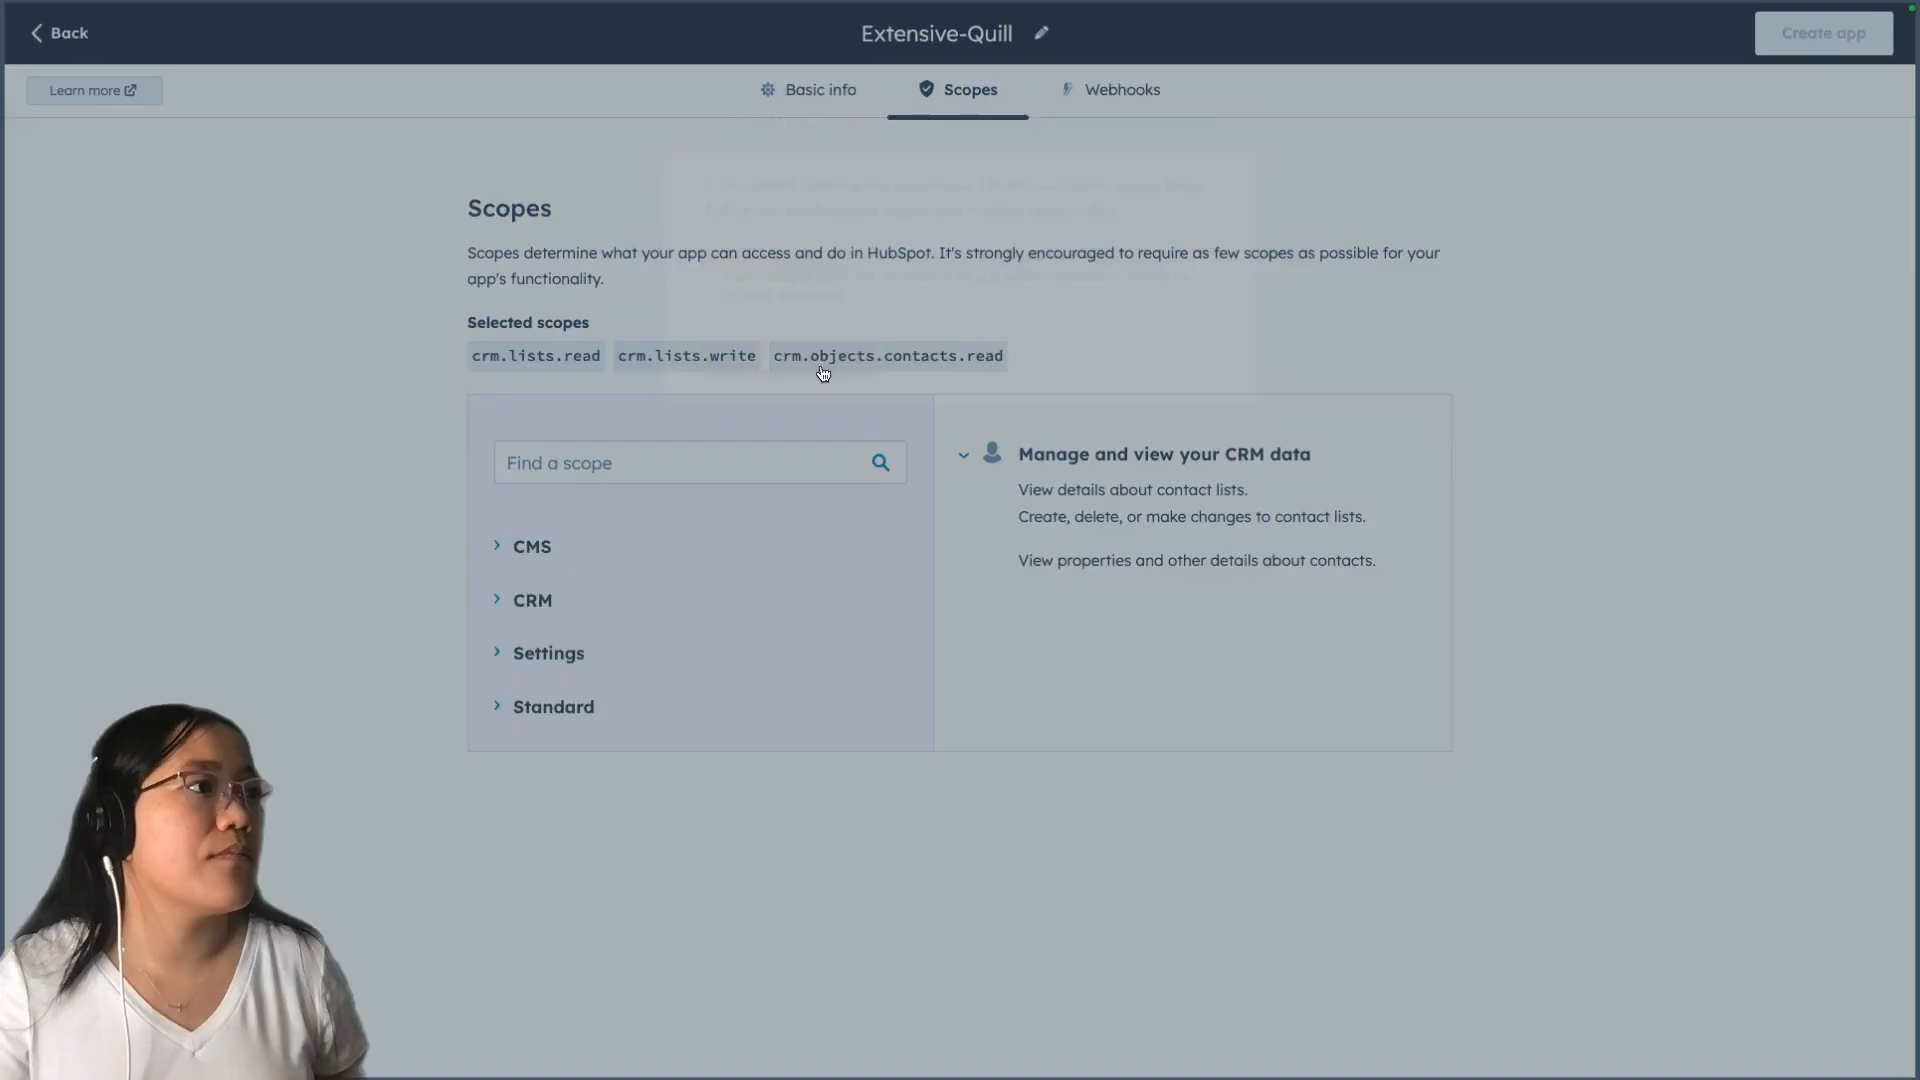 Back
Extensive-Quill
Create app
Learn more
Basic info
Scopes
Webhooks
Scopes
Scopes determine what your app can access and do in HubSpot. It's strongly encouraged to require as few scopes as possible for your
app's functionality.
Selected scopes
crm.lists.read crm.lists.write crm.objects.contacts.read
Find a scope
CMS
CRM
Settings
Standard
Manage and view your CRM data
View details about contact lists.
Create, delete, or make changes to contact lists.
View properties and other details about contacts.